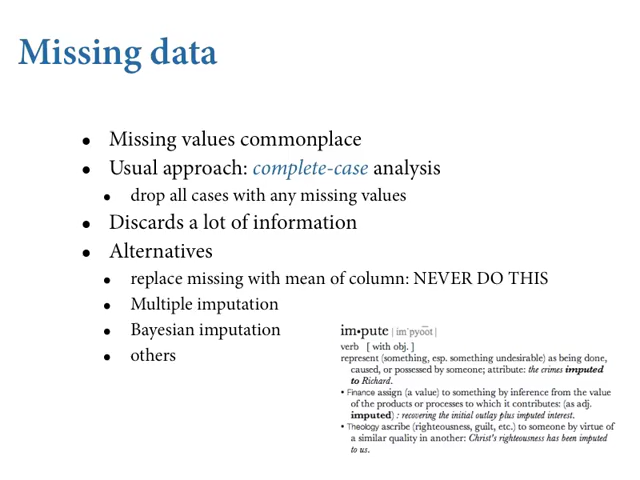 Missing data
• Missing values commonplace
• Usual approach: complete-case analysis
• drop all cases with any missing values
• Discards a lot of information
• Alternatives
• replace missing with mean of column: NEVER DO THIS
• Multiple imputation
• Bayesian imputation
• others
im•pute | imˈpyo͞ot |
verb [ with obj. ]
represent (something, esp. something undesirable) as being done,
caused, or possessed by someone; attribute: the crimes imputed
to Richard.
• Finance assign (a value) to something by inference from the value
of the products or processes to which it contributes: (as adj.
imputed) : recovering the initial outlay plus imputed interest.
• Theology ascribe (righteousness, guilt, etc.) to someone by virtue of
a similar quality in another: Christ's righteousness has been imputed
to us.